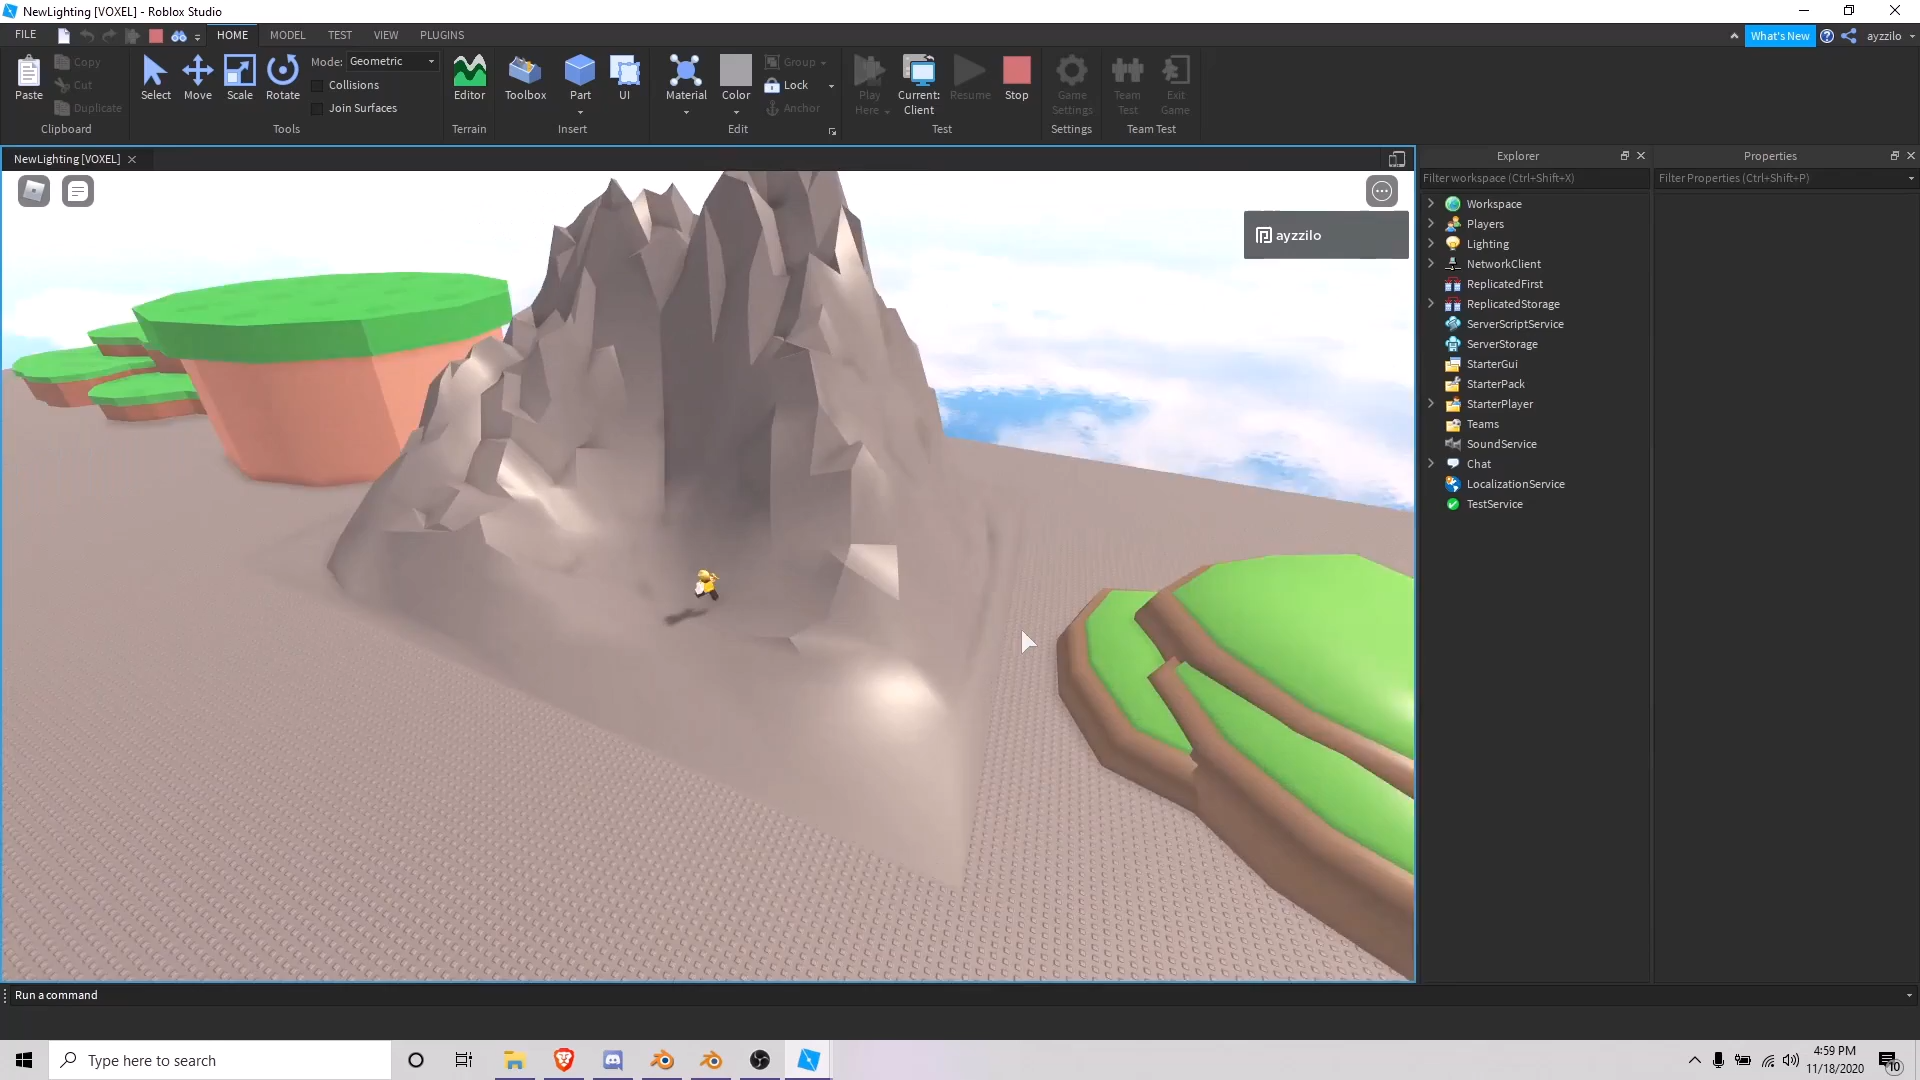 NewLighting [VOXEL] - Roblox Studio
FILE HOME MODEL TEST VIEW PLUGINS What's New ayzzilo
Paste Copy Cut Duplicate
Clipboard
Select Move Scale Rotate
Mode: Geometric
Collisions
Join Surfaces
Tools
Editor
Terrain
Toolbox Part UI
Insert
Material Color Group Lock Anchor
Edit
Play Here Current: Client Resume Stop
Test
Game Settings
Settings
Team Test Exit Game
Team Test
NewLighting [VOXEL]
ayzzilo
Explorer
Filter workspace (Ctrl+Shift+X)
Workspace
Players
Lighting
NetworkClient
ReplicatedFirst
ReplicatedStorage
ServerScriptService
ServerStorage
StarterGui
StarterPack
StarterPlayer
Teams
SoundService
Chat
LocalizationService
TestService
Properties
Filter Properties (Ctrl+Shift+P)
Run a command
Type here to search
4:59 PM
11/18/2020
10